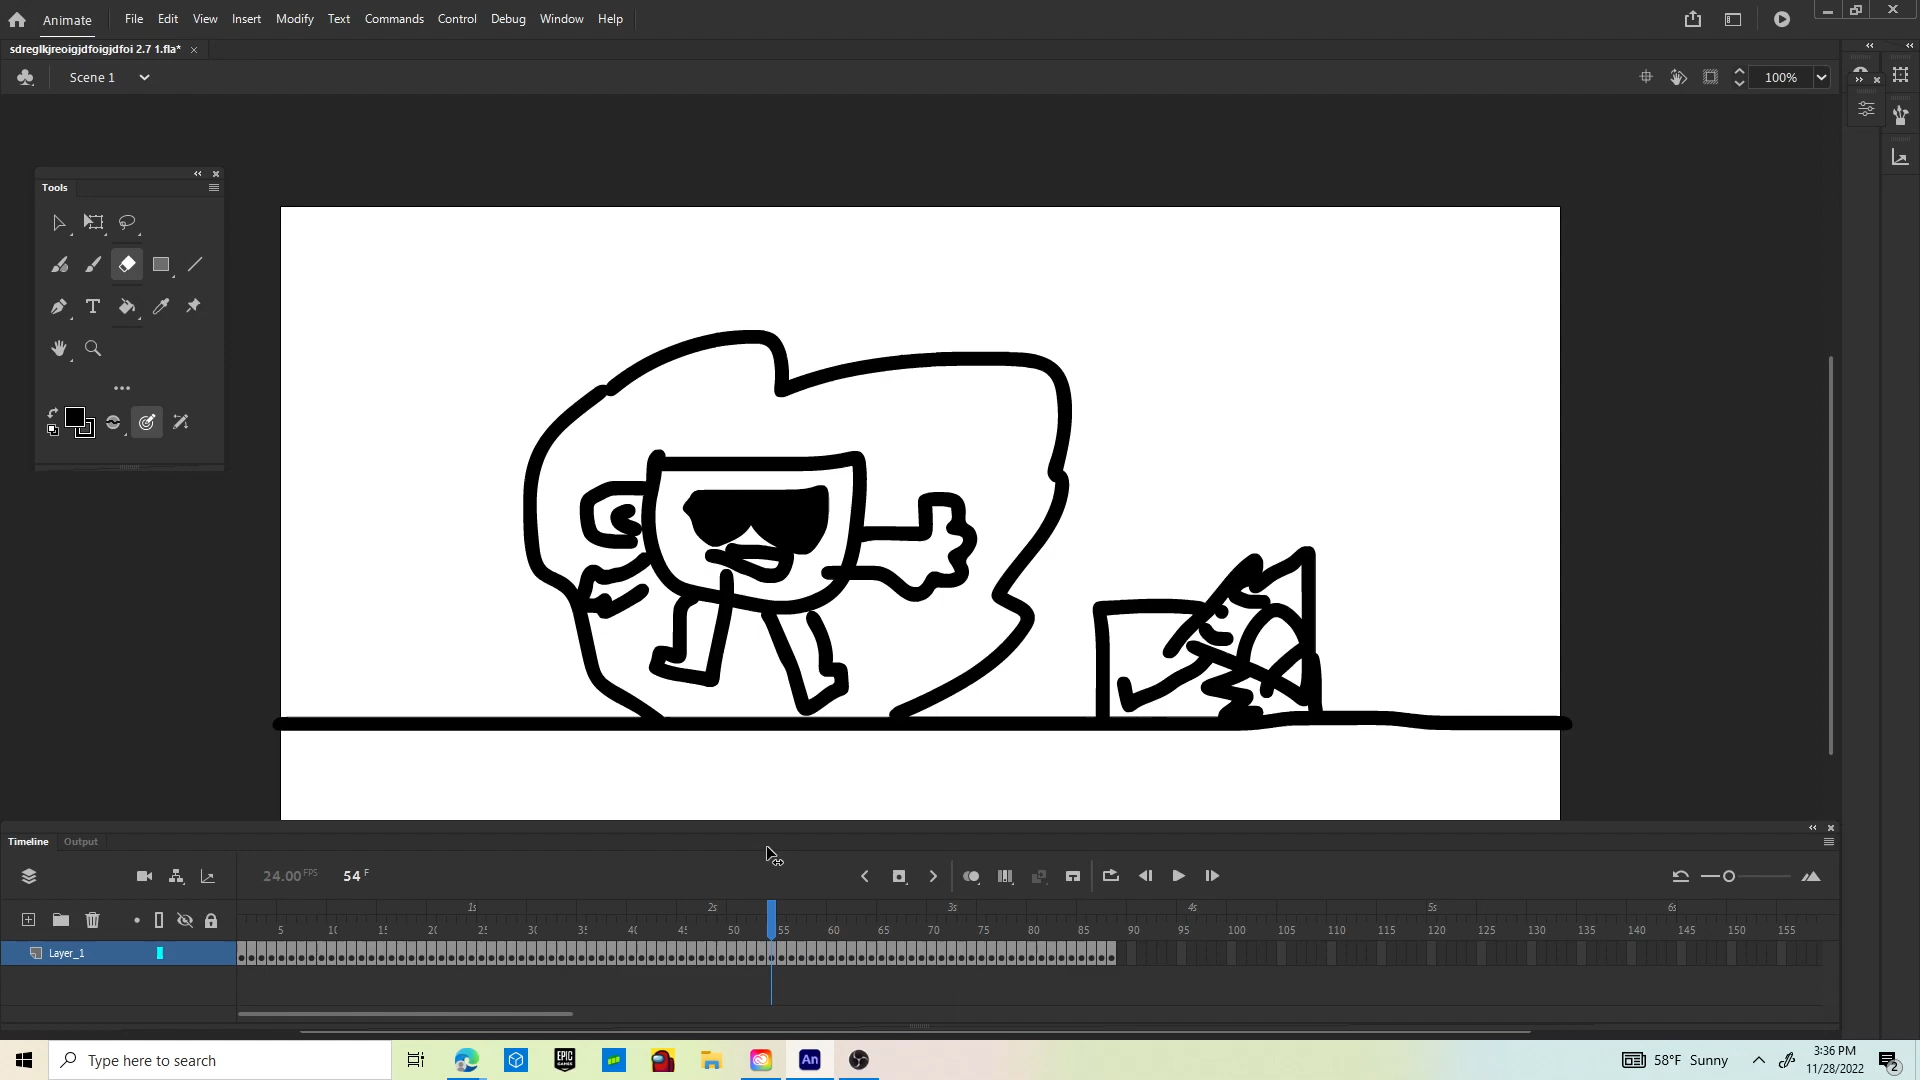 Animate File Edit View Insert Modify Text Commands Control Debug Window Help
sdreglkjreoigjdfoigjdfoi 2.7 1.fla*
Scene 1
100%
Tools
T
Timeline Output
24.00 FPS 54 F
1s 2s 3s 4s 5s 6s
5 10 15 20 25 30 35 40 45 50 55 60 65 70 75 80 85 90 95 100 105 110 115 120 125 130 135 140 145 150 155
Layer_1
Type here to search
EPIC GAMES
An
58°F Sunny
3:36 PM
11/28/2022
2